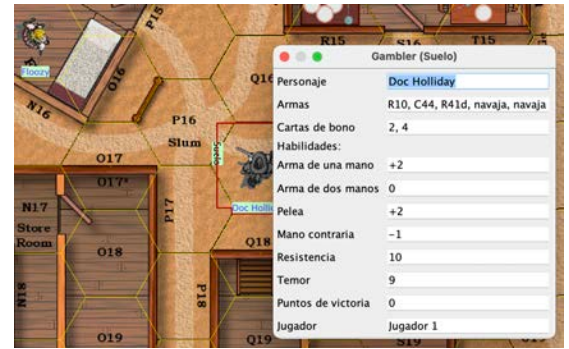 P15
R15
S16
T15
Floozy
O16
Q16
N16
P16
Slum
O17
Suelo
O17
N17
Store
Room
P17
O18
Q18
N18
P18
O19
Q19
S19
Gambler (Suelo)
Personaje Doc Holliday
Armas R10, C44, R41d, navaja, navaja
Cartas de bono 2, 4
Habilidades:
Arma de una mano +2
Arma de dos manos 0
Pelea +2
Mano contraria -1
Resistencia 10
Temor 9
Puntos de victoria 0
Jugador Jugador 1